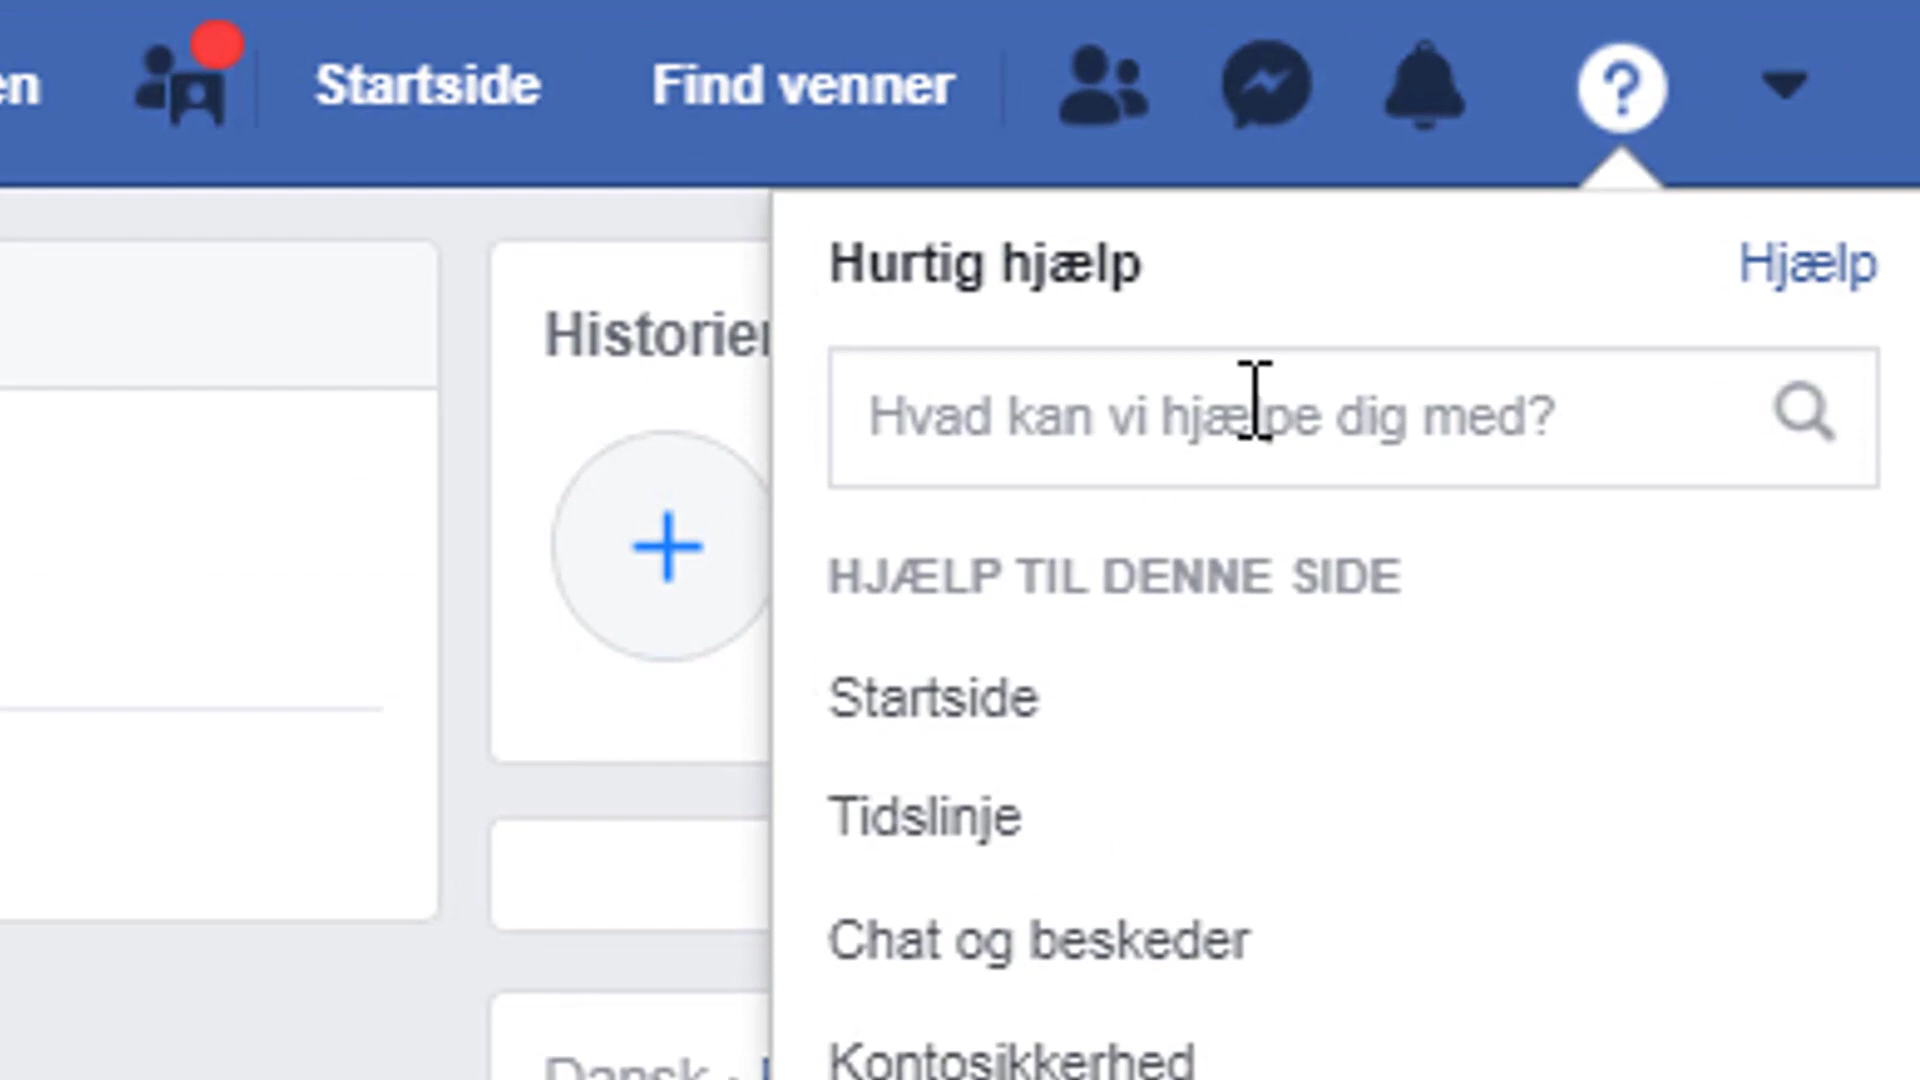 Startside
Find venner
Hurtig hjælp
Hjælp
Historier
Hvad kan vi hjælpe dig med?
HJÆLP TIL DENNE SIDE
Startside
Tidslinje
Chat og beskeder
Kontosikkerhed
Dansk ·